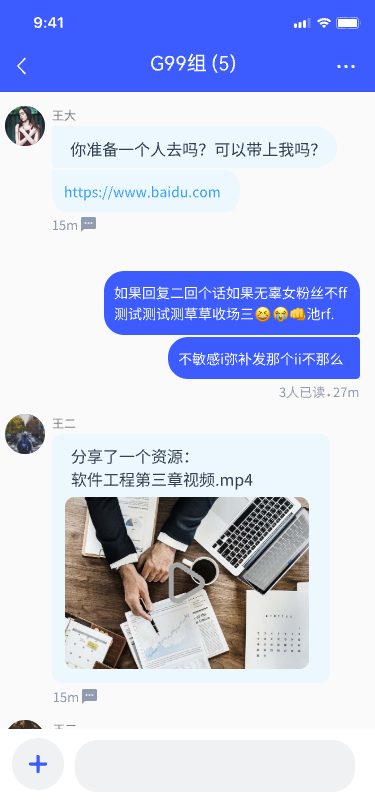 9:41
G99组 (5)
王大
你准备一个人去吗？可以带上我吗？
https://www.baidu.com
15m
如果回复二回个话如果无辜女粉丝不ff
测试测试测草草收场三😆😭👊池rf.
不敏感i弥补发那个ii不那么
3人已读. 27m
王二
分享了一个资源：
软件工程第三章视频.mp4
15m